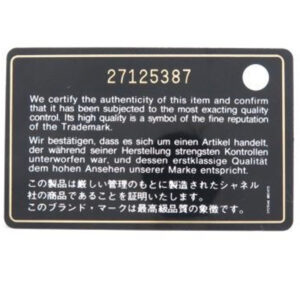 27125387
We certify the authenticity of this item and confirm
that it has been subjected to the most exacting quality
control. Its high quality is a symbol of the fine reputation
of the Trademark.
Wir bestätigen, dass es sich um einen Artikel handelt,
der während seiner Herstellung strengsten Kontrollen
unterworfen war, und dessen erstklassige Qualität
dem hohen Ansehen unserer Marke entspricht.
この製品は厳しい管理のもとに製造されたシャネル
社の商品であることを証明いたします。
このブランド・マークは最高級品質の象徴です。